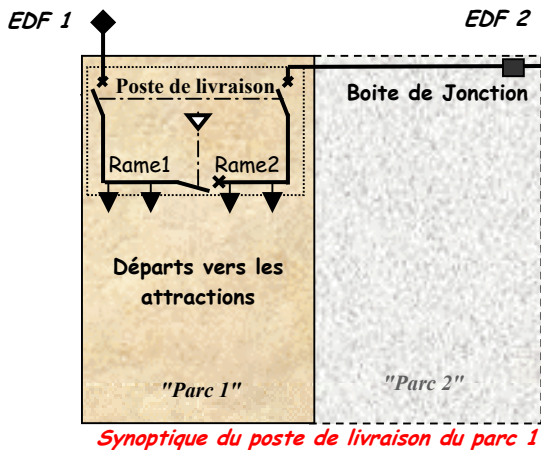 EDF 1
EDF 2
Poste de livraison
Boite de Jonction
Rame1
Rame2
Départs vers les
attractions
"Parc 1"
"Parc 2"
Synoptique du poste de livraison du parc 1